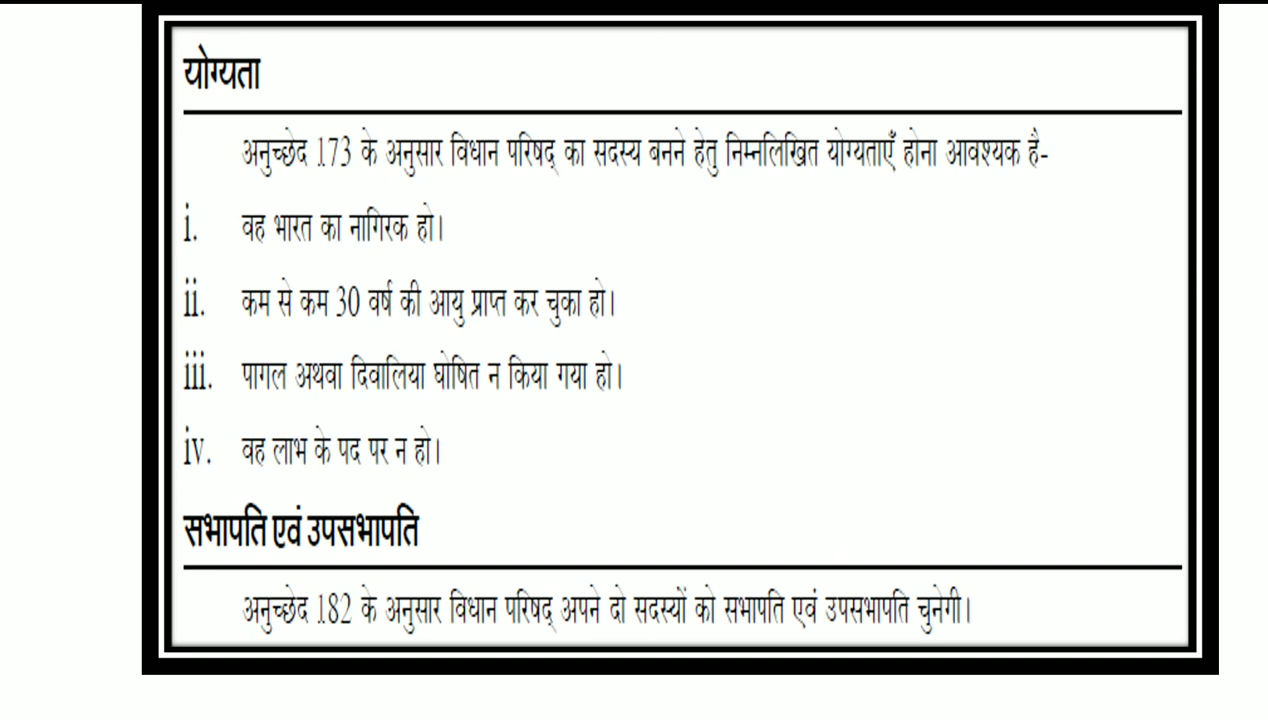 योग्यता
अनुच्छेद 173 के अनुसार विधान परिषद् का सदस्य बनने हेतु निम्नलिखित योग्यताएँ होना आवश्यक है-
i. वह भारत का नागिरक हो।
ii. कम से कम 30 वर्ष की आयु प्राप्त कर चुका हो।
iii. पागल अथवा दिवालिया घोषित न किया गया हो।
iv. वह लाभ के पद पर न हो।
सभापति एवं उपसभापति
अनुच्छेद 182 के अनुसार विधान परिषद् अपने दो सदस्यों को सभापति एवं उपसभापति चुनेगी।